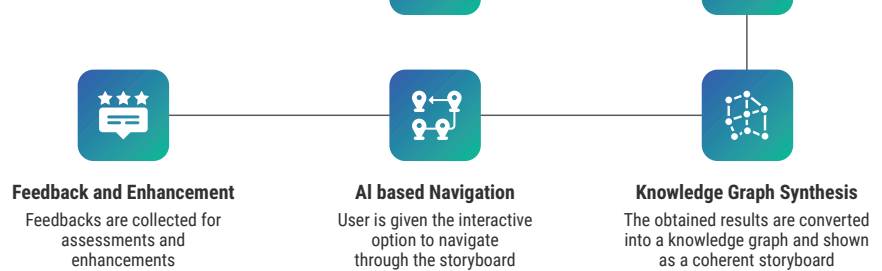 Feedback and Enhancement
Feedbacks are collected for
assessments and
enhancements
AI based Navigation
User is given the interactive
option to navigate
through the storyboard
Knowledge Graph Synthesis
The obtained results are converted
into a knowledge graph and shown
as a coherent storyboard